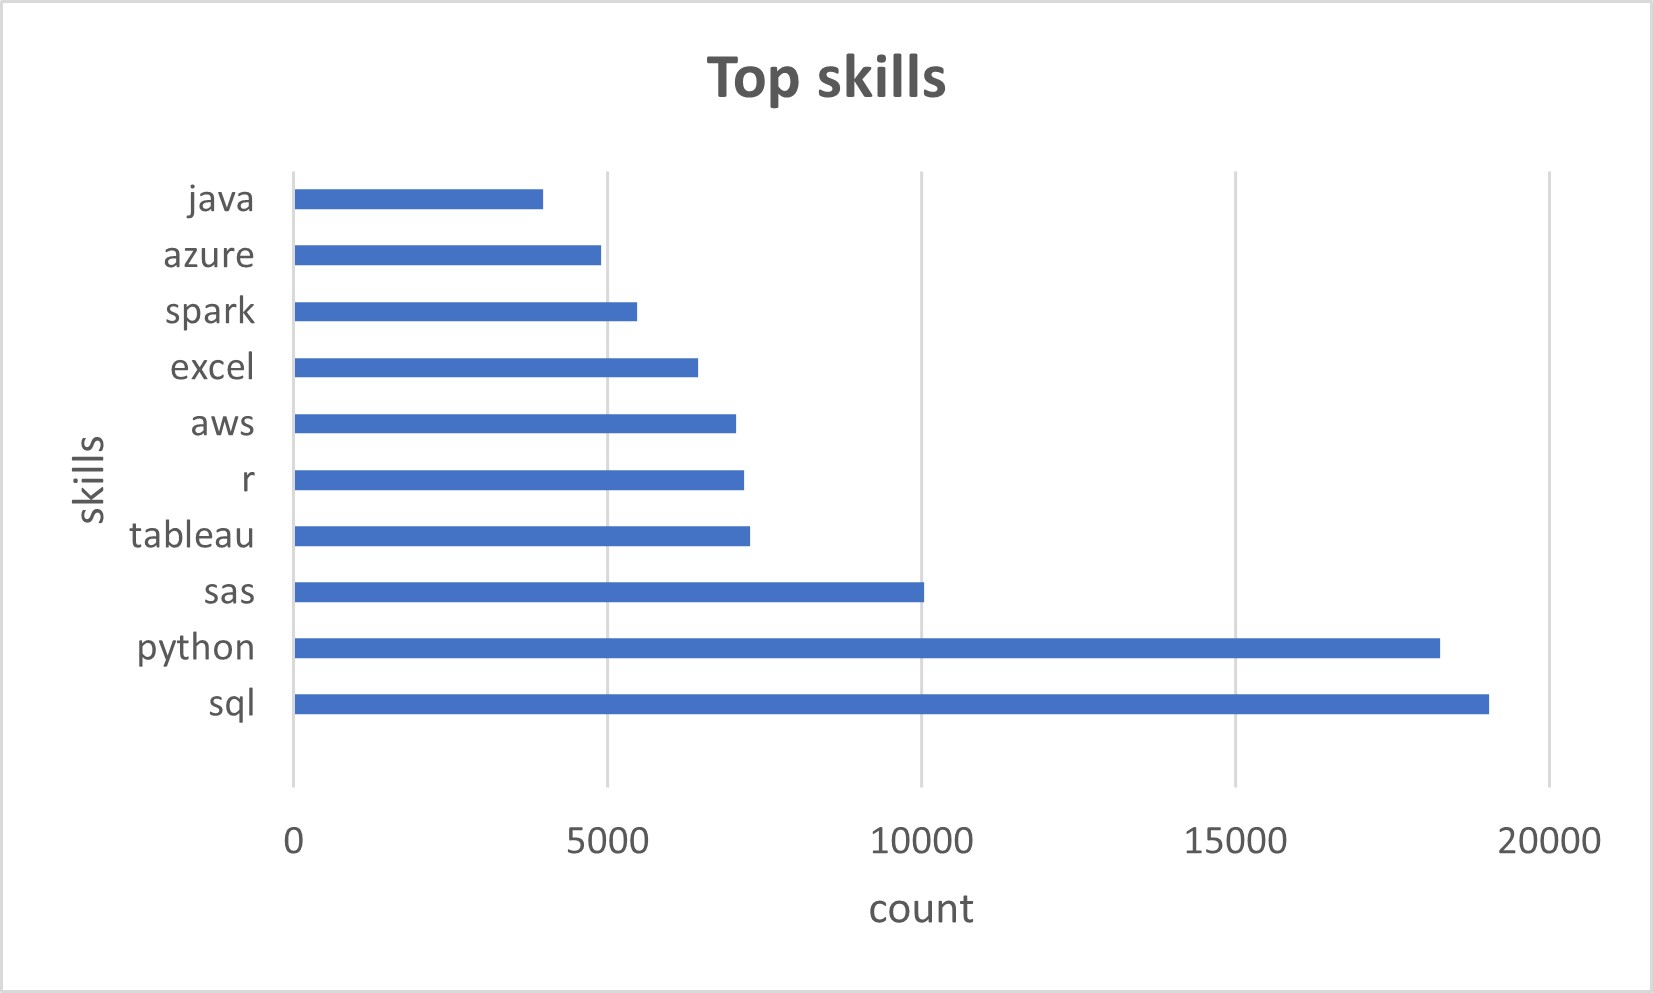 Top skills
java
azure
spark
excel
aws
r
tableau
sas
python
sql
skills
0 5000 10000 15000 20000
count